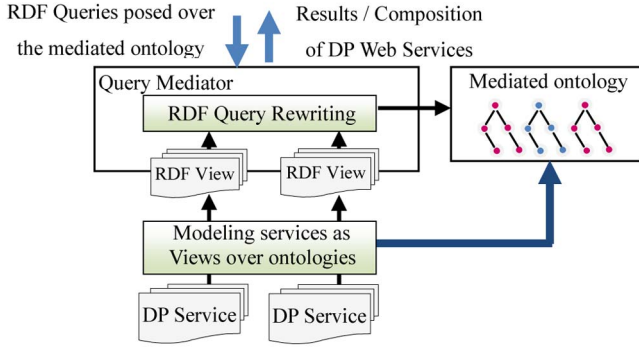 RDF Queries posed over
the mediated ontology
Results / Composition
of DP Web Services
Query Mediator
RDF Query Rewriting
Mediated ontology
RDF View
RDF View
Modeling services as
Views over ontologies
DP Service
DP Service